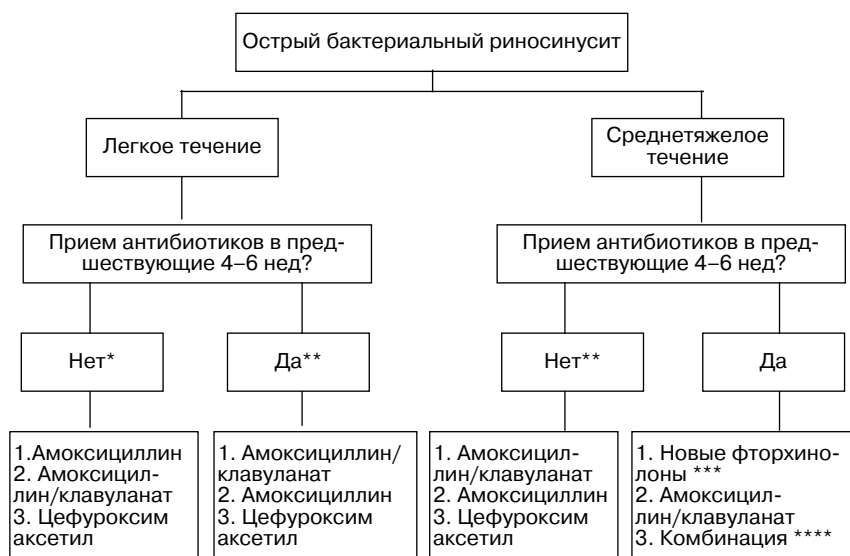 Острый бактериальный риносинусит
Легкое течение
Среднетяжелое
течение
Прием антибиотиков в пред-
шествующие 4–6 нед?
Прием антибиотиков в пред-
шествующие 4–6 нед?
Нет*
Да**
Нет**
Да
1.Амоксициллин
2. Амоксицил-
лин/клавуланат
3. Цефуроксим
аксетил
1. Амоксициллин/
клавуланат
2. Амоксициллин
3. Цефуроксим
аксетил
1. Амоксицил-
лин/клавуланат
2. Амоксициллин
3. Цефуроксим
аксетил
1. Новые фторхино-
лоны ***
2. Амоксицил-
лин/клавуланат
3. Комбинация ****